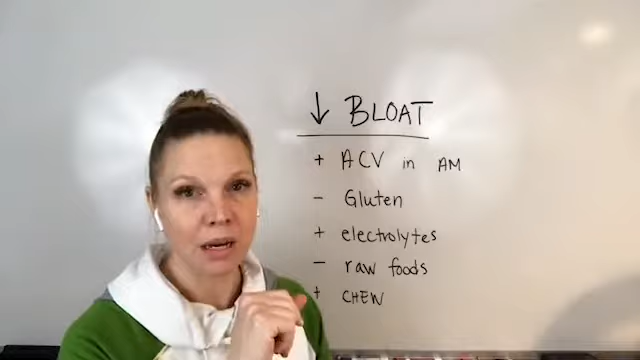 ↓ BLOAT
+ ACV in AM
- Gluten
+ electrolytes
- raw foods
+ CHEW